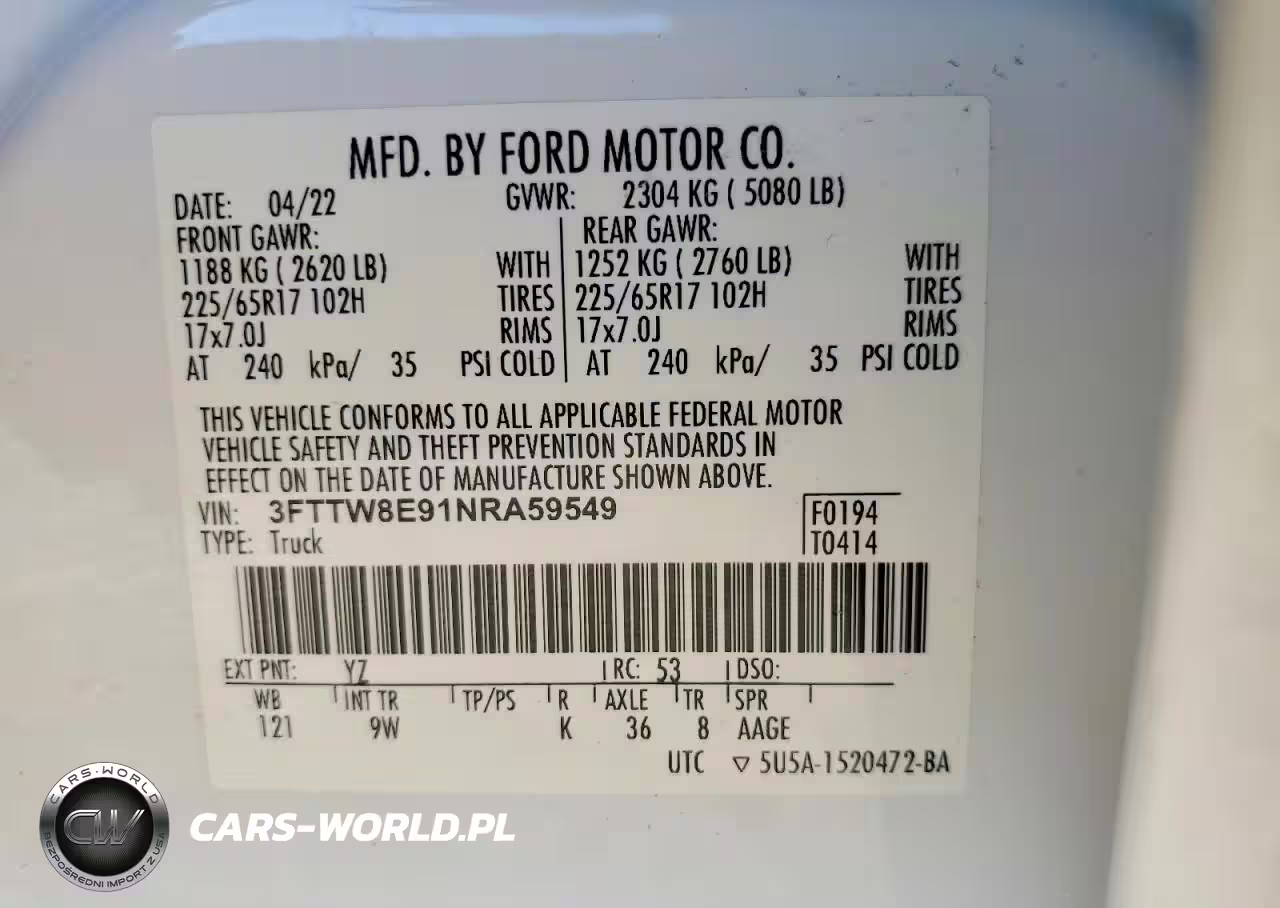 MFD. BY FORD MOTOR CO.
DATE: 04/22 GVWR: 2304 KG ( 5080 LB)
FRONT GAWR: REAR GAWR:
1188 KG ( 2620 LB) WITH 1252 KG ( 2760 LB) WITH
225/65R17 102H TIRES 225/65R17 102H TIRES
17x7.0J RIMS 17x7.0J RIMS
AT 240 kPa/ 35 PSI COLD AT 240 kPa/ 35 PSI COLD
THIS VEHICLE CONFORMS TO ALL APPLICABLE FEDERAL MOTOR
VEHICLE SAFETY AND THEFT PREVENTION STANDARDS IN
EFFECT ON THE DATE OF MANUFACTURE SHOWN ABOVE.
VIN: 3FTTW8E91NRA59549 F0194
TYPE: Truck T0414
EXT PNT: YZ RC: 53 DSO:
WB INT TR TP/PS R AXLE TR SPR
121 9W K 36 8 AAGE
UTC ▽ 5U5A-1520472-BA
CARS-WORLD
CW
BEZPOŚREDNI IMPORT Z USA
CARS-WORLD.PL